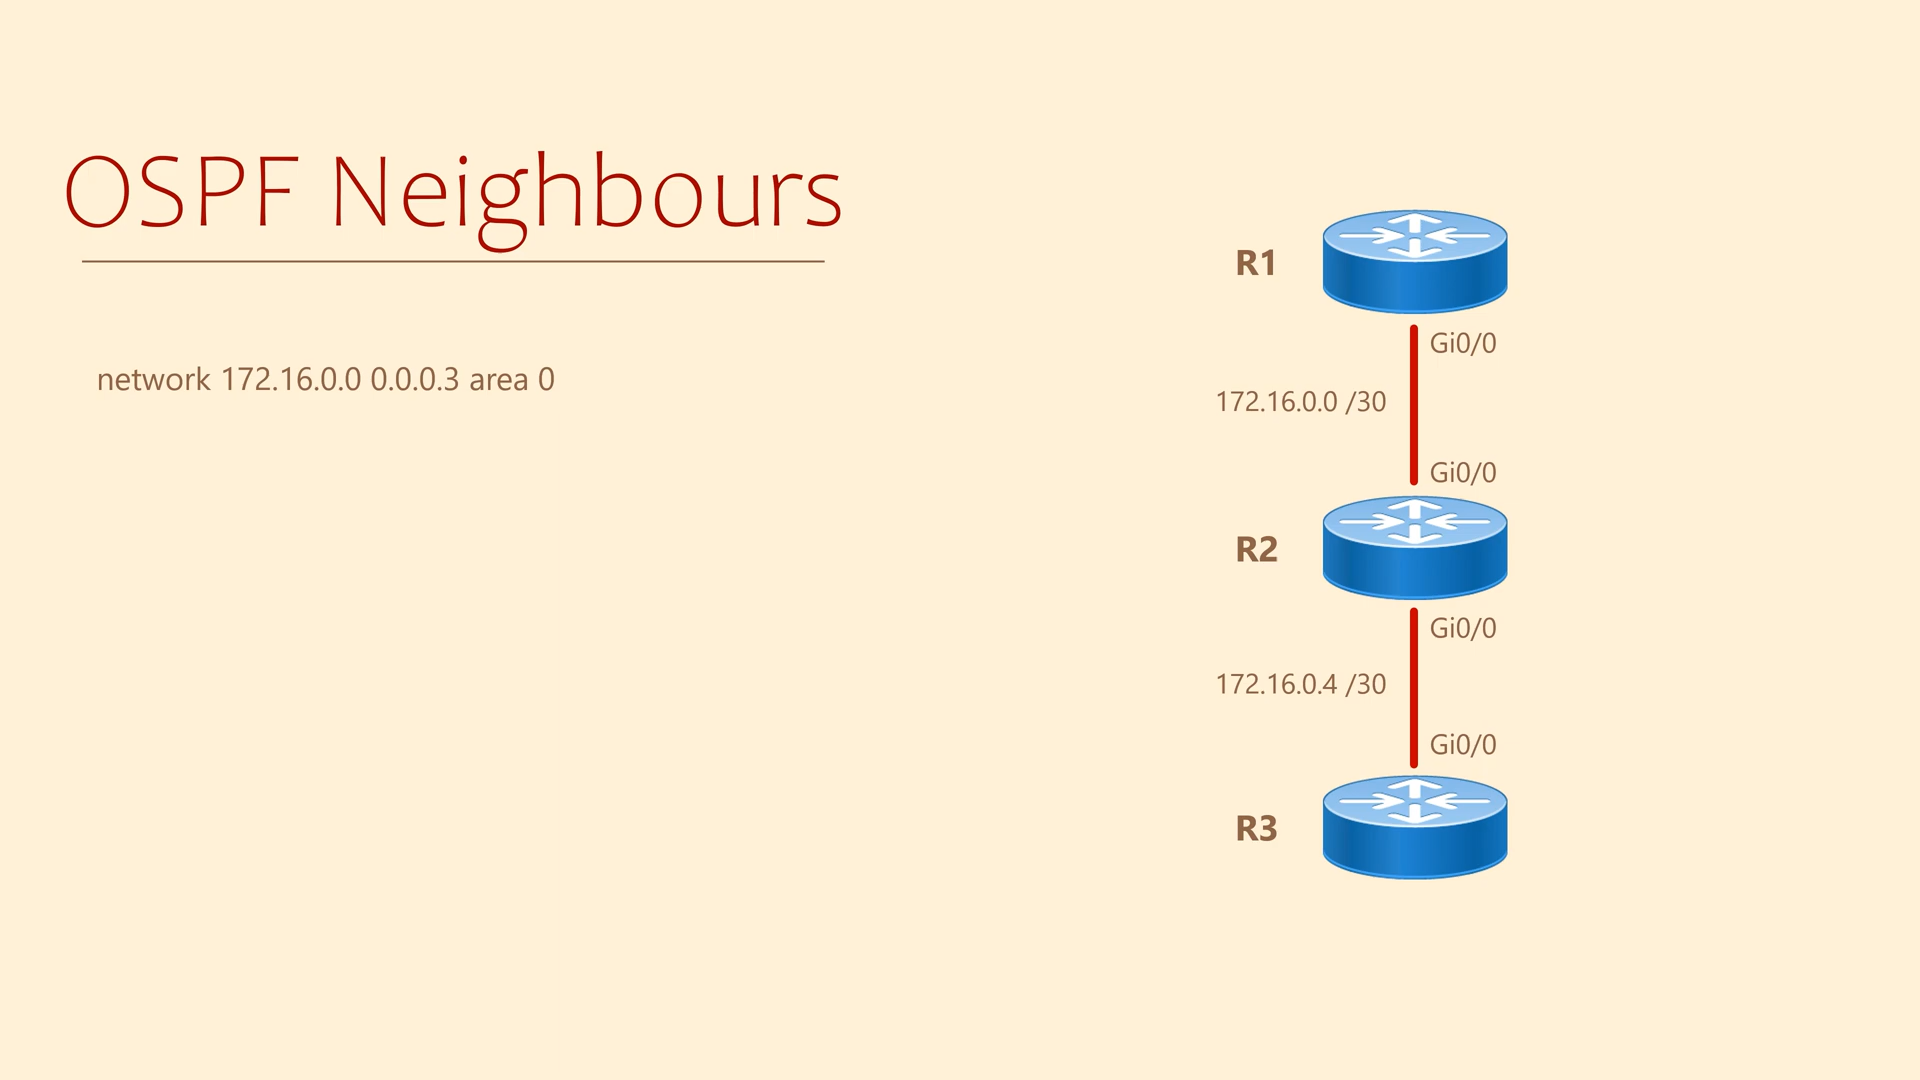 OSPF Neighbours
network 172.16.0.0 0.0.0.3 area 0
R1
Gi0/0
172.16.0.0 /30
Gi0/0
R2
Gi0/0
172.16.0.4 /30
Gi0/0
R3